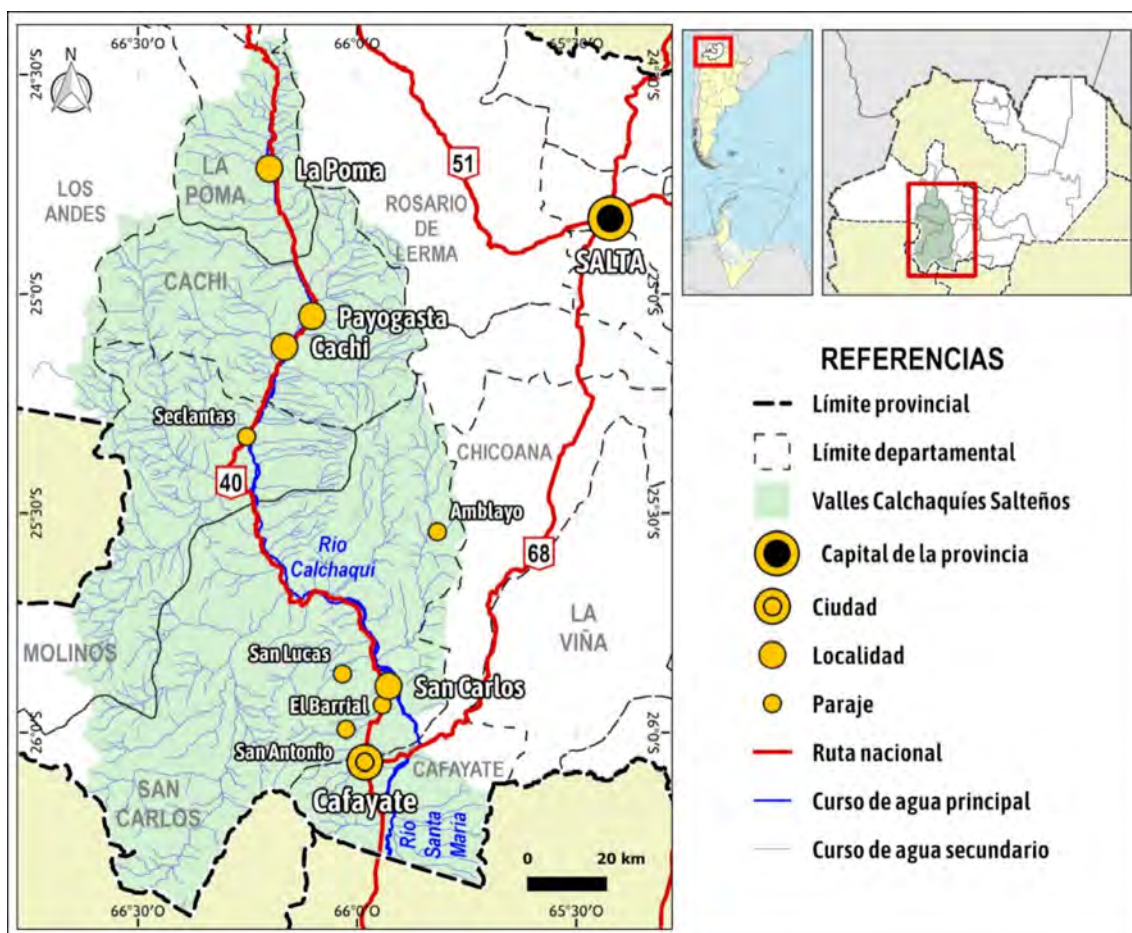 66°30'O
66°0'O
65°30'O
24°30'S
24°30'S
N
LA
POMA
La Poma
LOS
ANDES
51
ROSARIO
DE
LERMA
SALTA
CACHI
25°0'S
25°0'S
Payogasta
Cachi
Seclantas
40
CHICOANA
Amblayo
25°30'S
25°30'S
Río
Calchaquí
68
LA
VIÑA
MOLINOS
San Lucas
San Carlos
El Barrial
26°0'S
26°0'S
San Antonio
CAFAYATE
SAN
CARLOS
Cafayate
Río
Santa
María
0 20 km
66°30'O
66°0'O
65°30'O
REFERENCIAS
Límite provincial
Límite departamental
Valles Calchaquíes Salteños
Capital de la provincia
Ciudad
Localidad
Paraje
Ruta nacional
Curso de agua principal
Curso de agua secundario